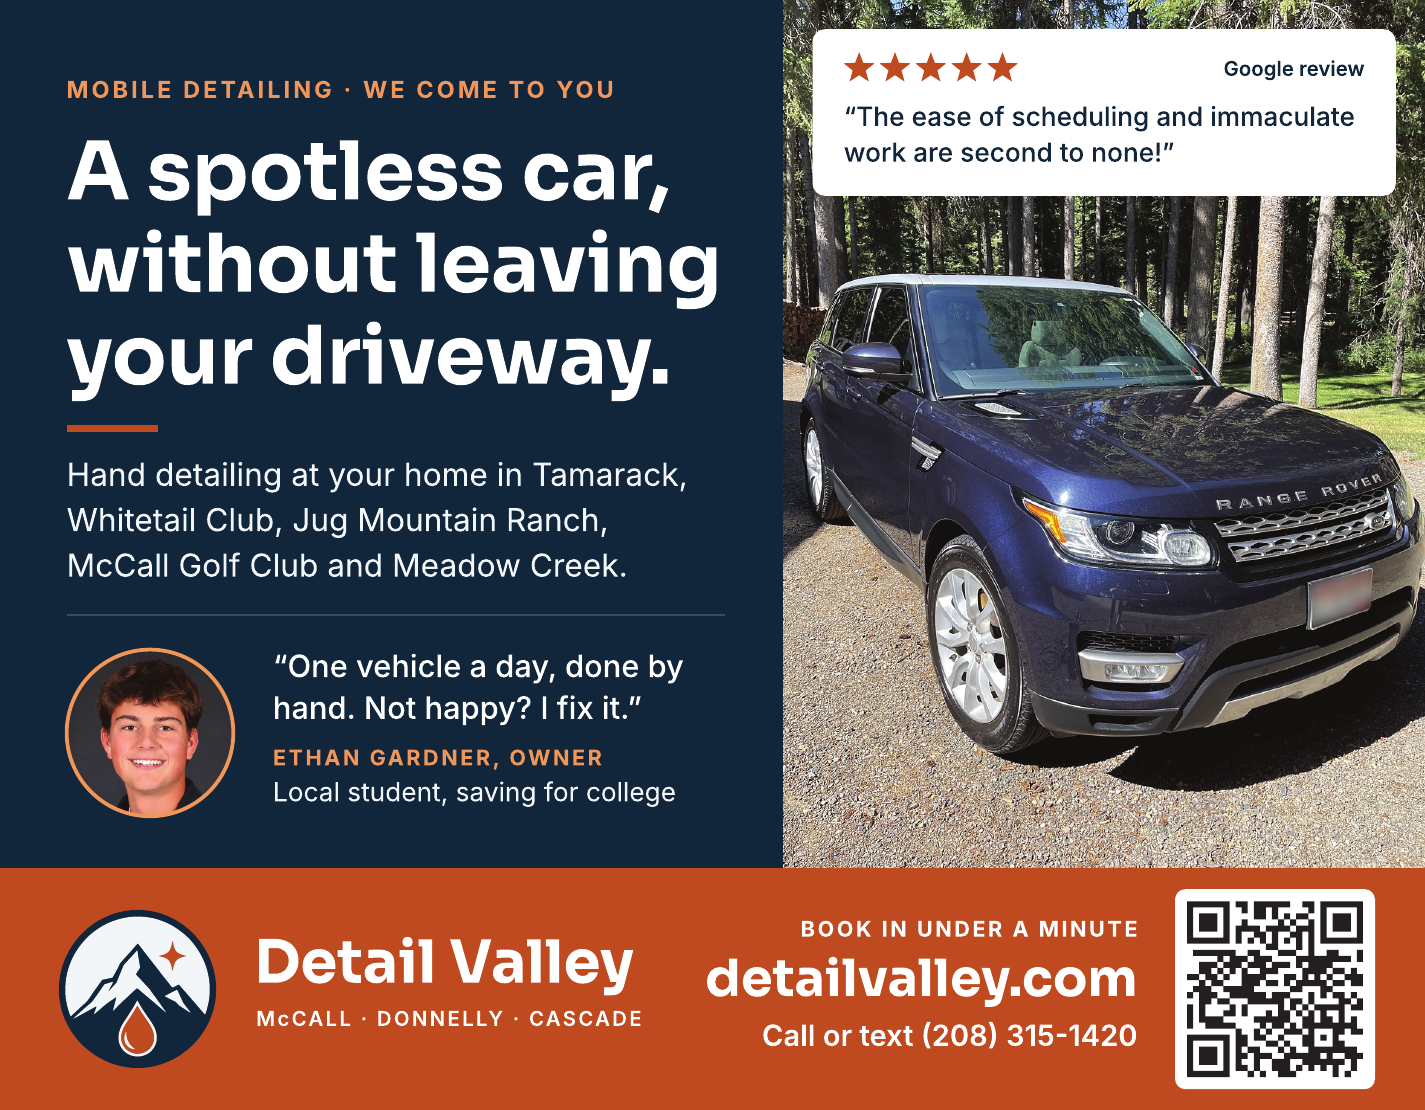 MOBILE DETAILING · WE COME TO YOU
A spotless car,
without leaving
your driveway.
Hand detailing at your home in Tamarack,
Whitetail Club, Jug Mountain Ranch,
McCall Golf Club and Meadow Creek.
“One vehicle a day, done by
hand. Not happy? I fix it.”
ETHAN GARDNER, OWNER
Local student, saving for college
Google review
“The ease of scheduling and immaculate
work are second to none!”
RANGE ROVER
Detail Valley
McCALL · DONNELLY · CASCADE
BOOK IN UNDER A MINUTE
detailvalley.com
Call or text (208) 315-1420